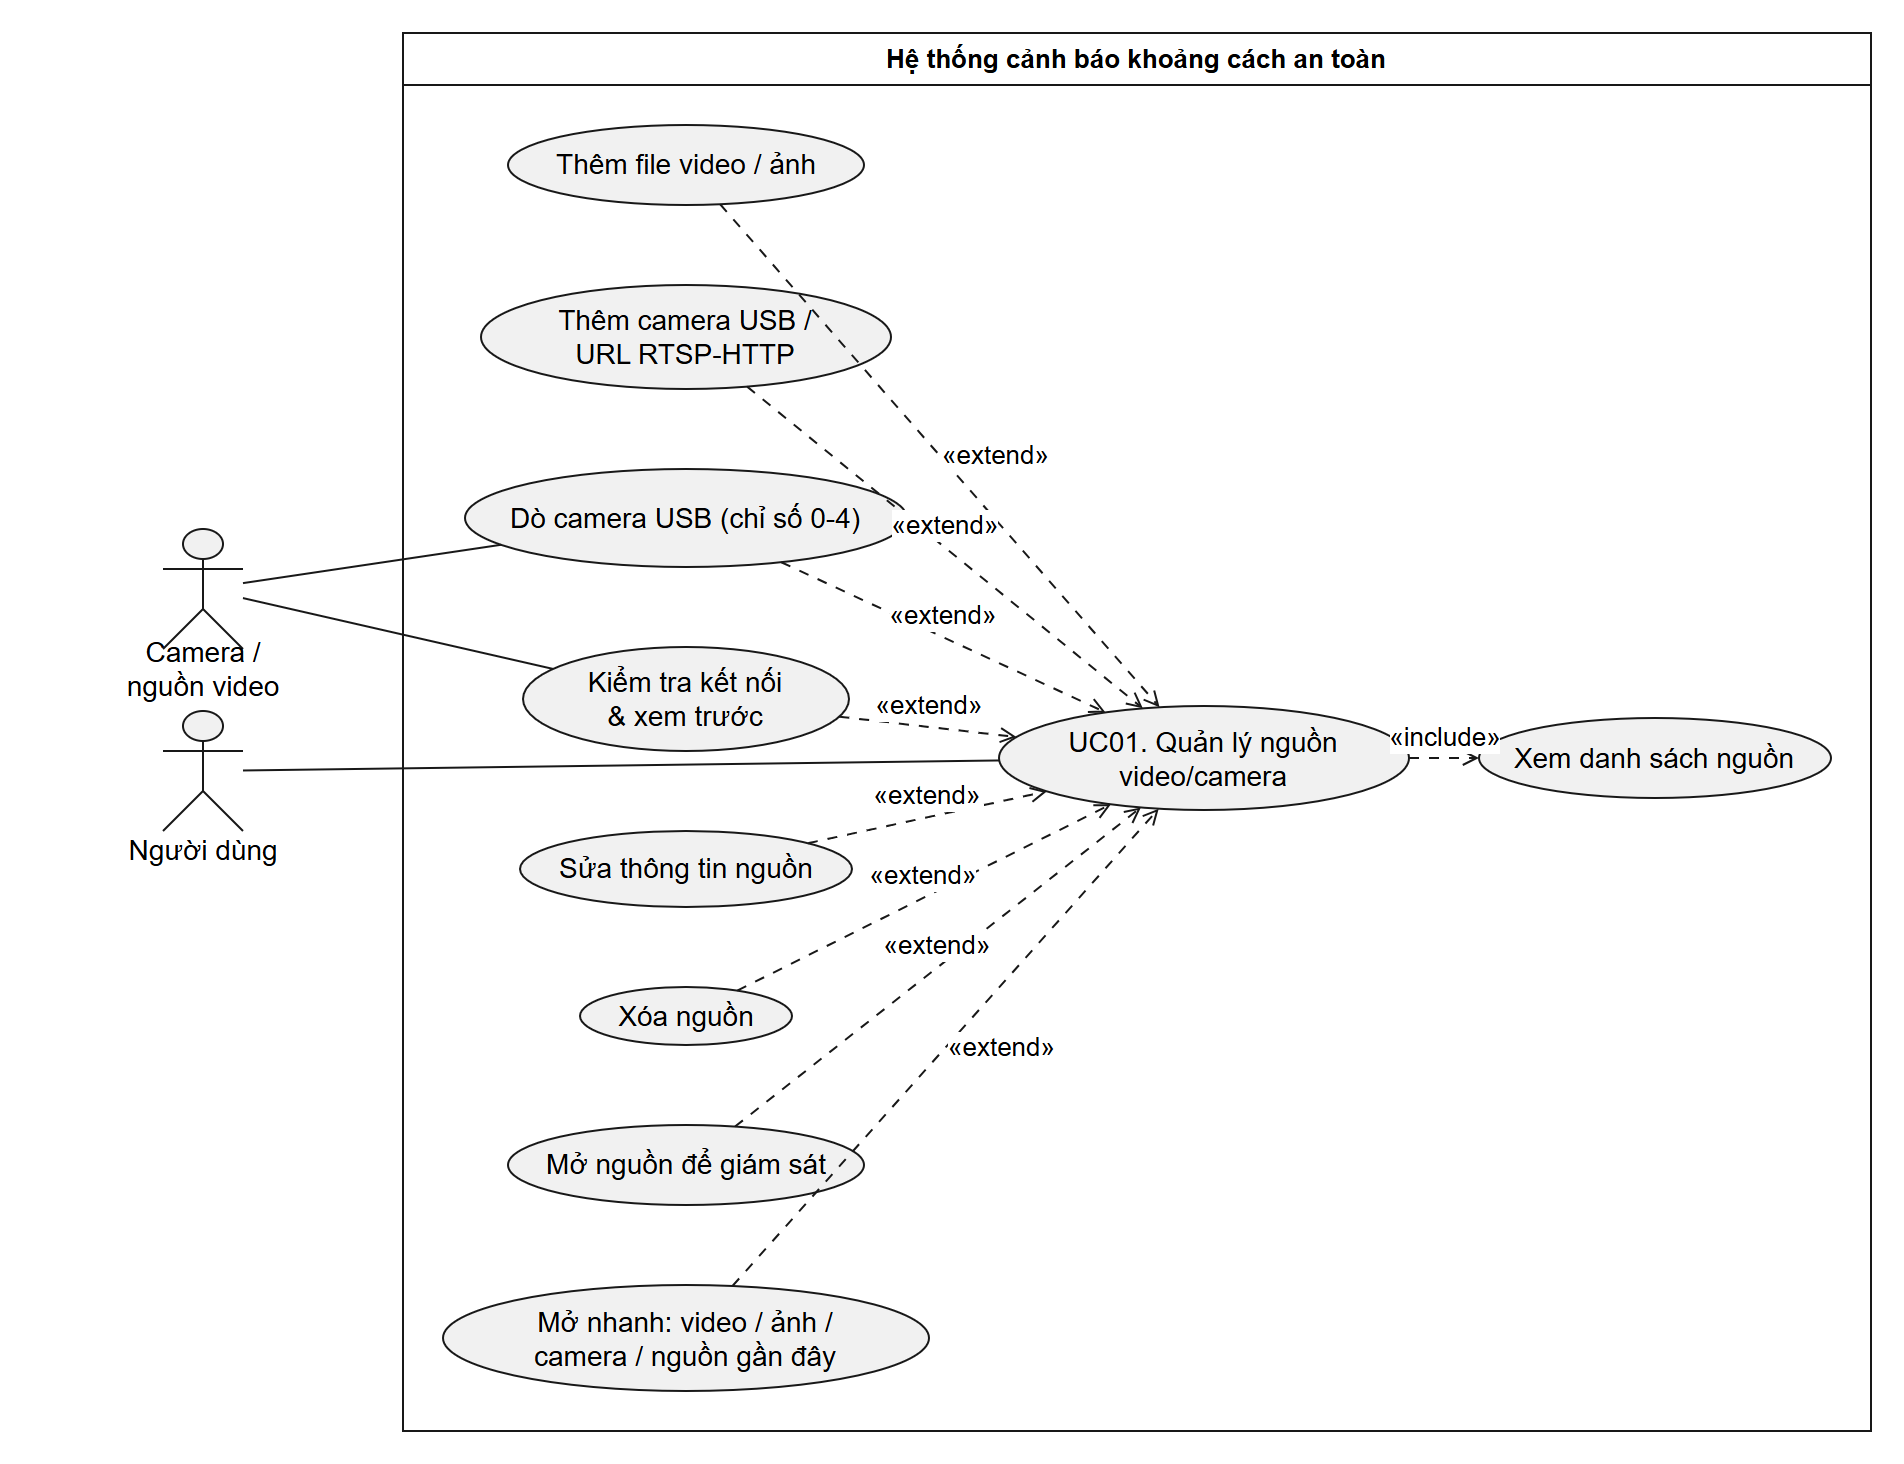 Hệ thống cảnh báo khoảng cách an toàn
Thêm file video / ảnh
Thêm camera USB /
URL RTSP-HTTP
«extend»
Dò camera USB (chỉ số 0-4)
«extend»
«extend»
Camera /
nguồn video
Kiểm tra kết nối
& xem trước
«extend»
UC01. Quản lý nguồn
video/camera
«include»
Xem danh sách nguồn
Người dùng
«extend»
Sửa thông tin nguồn
«extend»
«extend»
Xóa nguồn
«extend»
Mở nguồn để giám sát
Mở nhanh: video / ảnh /
camera / nguồn gần đây